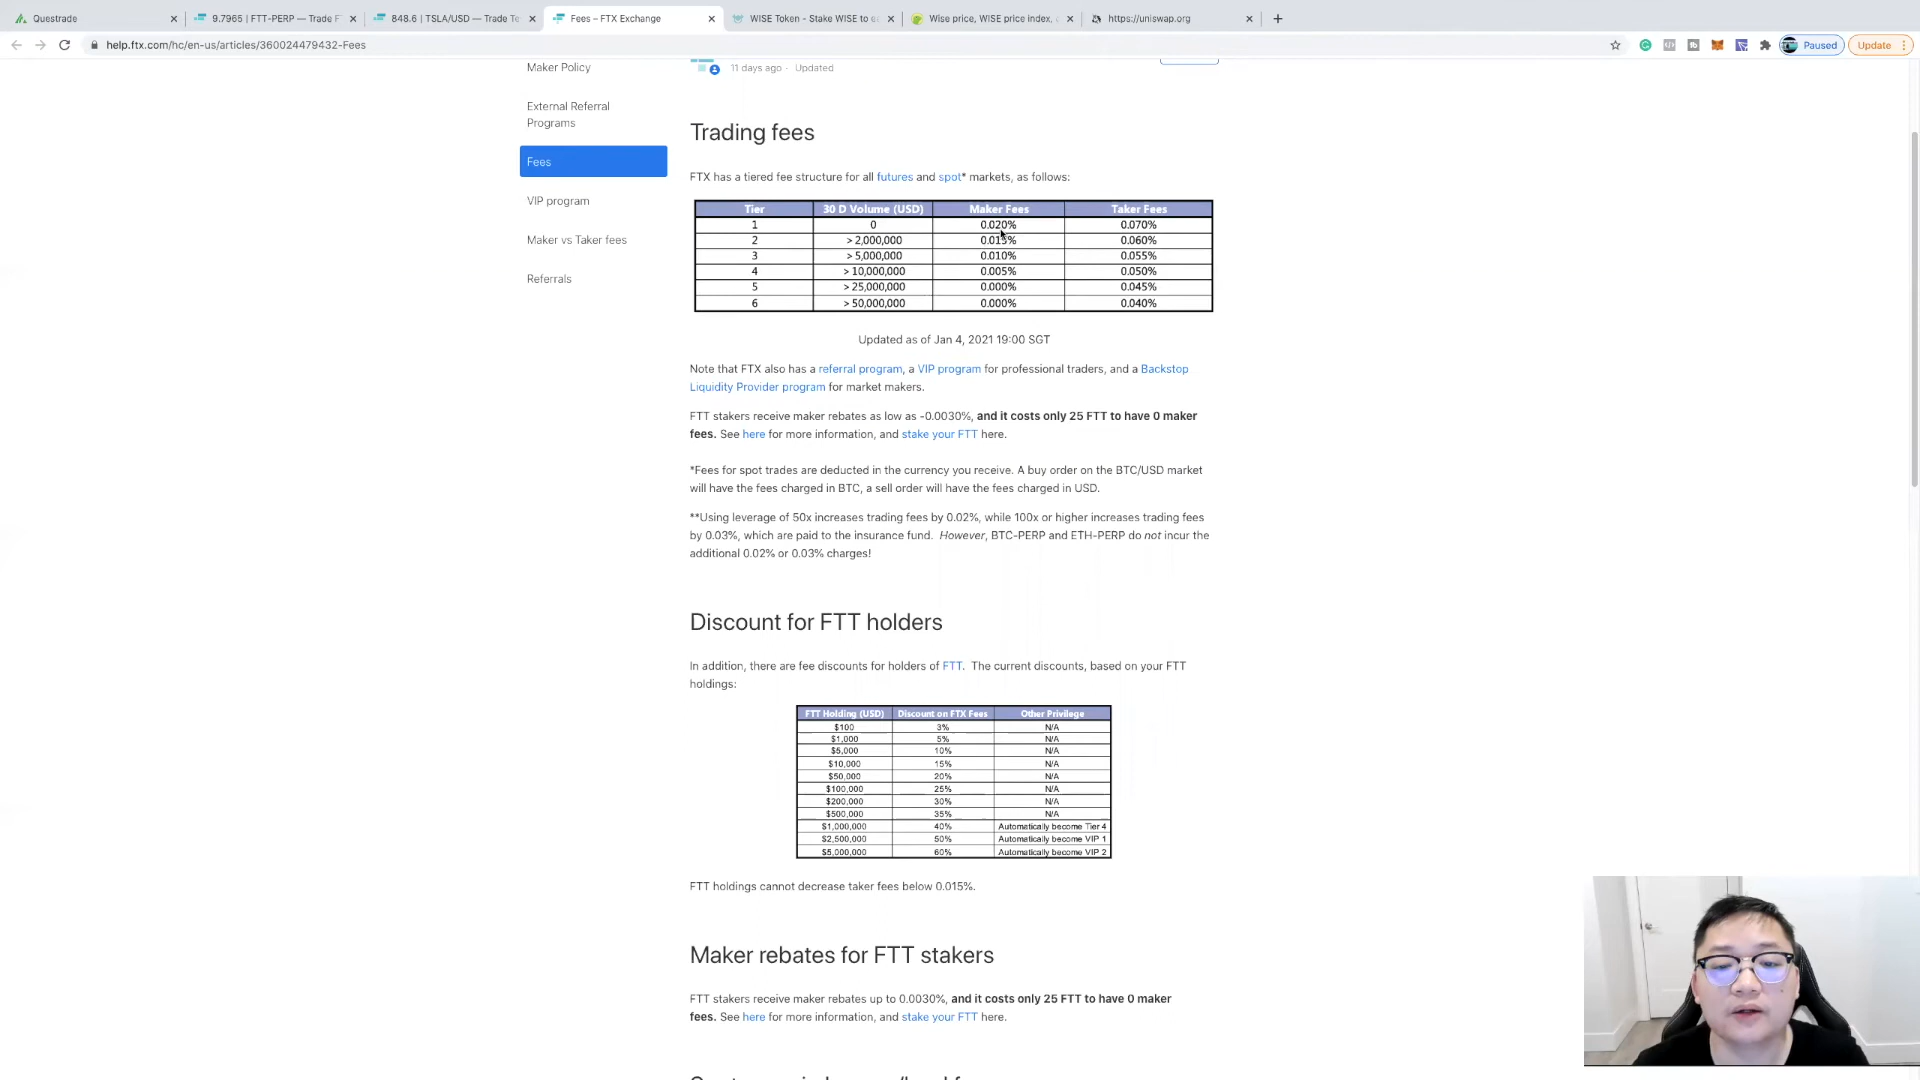 Questrade
9.7965 | FTT-PERP — Trade F
848.6 | TSLA/USD — Trade Te
Fees – FTX Exchange
WISE Token - Stake WISE to e
Wise price, WISE price index,
https://uniswap.org
help.ftx.com/hc/en-us/articles/360024479432-Fees
Paused
Update
Maker Policy
External Referral
Programs
Fees
VIP program
Maker vs Taker fees
Referrals
11 days ago · Updated
Trading fees
FTX has a tiered fee structure for all futures and spot* markets, as follows:
Tier 30 D Volume (USD) Maker Fees Taker Fees
1 0 0.020% 0.070%
2 > 2,000,000 0.015% 0.060%
3 > 5,000,000 0.010% 0.055%
4 > 10,000,000 0.005% 0.050%
5 > 25,000,000 0.000% 0.045%
6 > 50,000,000 0.000% 0.040%
Updated as of Jan 4, 2021 19:00 SGT
Note that FTX also has a referral program, a VIP program for professional traders, and a Backstop
Liquidity Provider program for market makers.
FTT stakers receive maker rebates as low as -0.0030%, and it costs only 25 FTT to have 0 maker
fees. See here for more information, and stake your FTT here.
*Fees for spot trades are deducted in the currency you receive. A buy order on the BTC/USD market
will have the fees charged in BTC, a sell order will have the fees charged in USD.
**Using leverage of 50x increases trading fees by 0.02%, while 100x or higher increases trading fees
by 0.03%, which are paid to the insurance fund. However, BTC-PERP and ETH-PERP do not incur the
additional 0.02% or 0.03% charges!
Discount for FTT holders
In addition, there are fee discounts for holders of FTT. The current discounts, based on your FTT
holdings:
FTT Holding (USD) Discount on FTX Fees Other Privilege
$100 3% N/A
$1,000 5% N/A
$5,000 10% N/A
$10,000 15% N/A
$50,000 20% N/A
$100,000 25% N/A
$200,000 30% N/A
$500,000 35% N/A
$1,000,000 40% Automatically become Tier 4
$2,500,000 50% Automatically become VIP 1
$5,000,000 60% Automatically become VIP 2
FTT holdings cannot decrease taker fees below 0.015%.
Maker rebates for FTT stakers
FTT stakers receive maker rebates up to 0.0030%, and it costs only 25 FTT to have 0 maker
fees. See here for more information, and stake your FTT here.